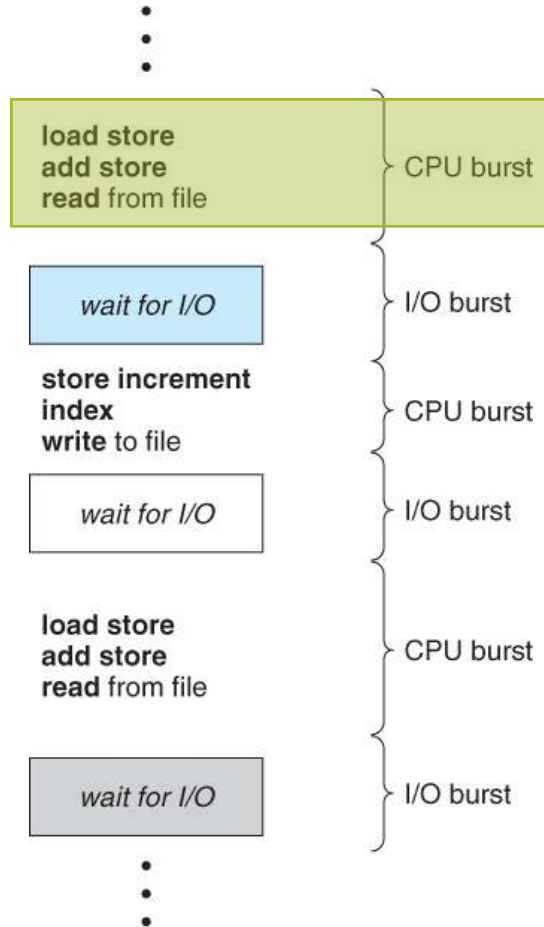 load store
add store
read from file
CPU burst
wait for I/O
I/O burst
store increment
index
write to file
CPU burst
wait for I/O
I/O burst
load store
add store
read from file
CPU burst
wait for I/O
I/O burst